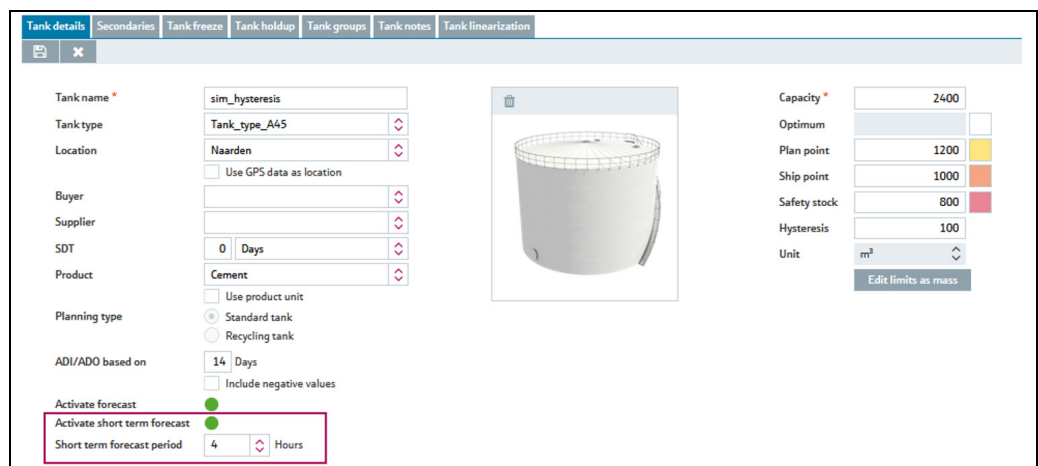 Tank details Secondaries Tank freeze Tank holdup Tank groups Tank notes Tank linearization
Tank name * sim_hysteresis
Tank type Tank_type_A45
Location Naarden
Use GPS data as location
Buyer
Supplier
SDT 0 Days
Product Cement
Use product unit
Planning type Standard tank
Recycling tank
ADI/ADO based on 14 Days
Include negative values
Activate forecast
Activate short term forecast
Short term forecast period 4 Hours
Capacity * 2400
Optimum
Plan point 1200
Ship point 1000
Safety stock 800
Hysteresis 100
Unit m³
Edit limits as mass